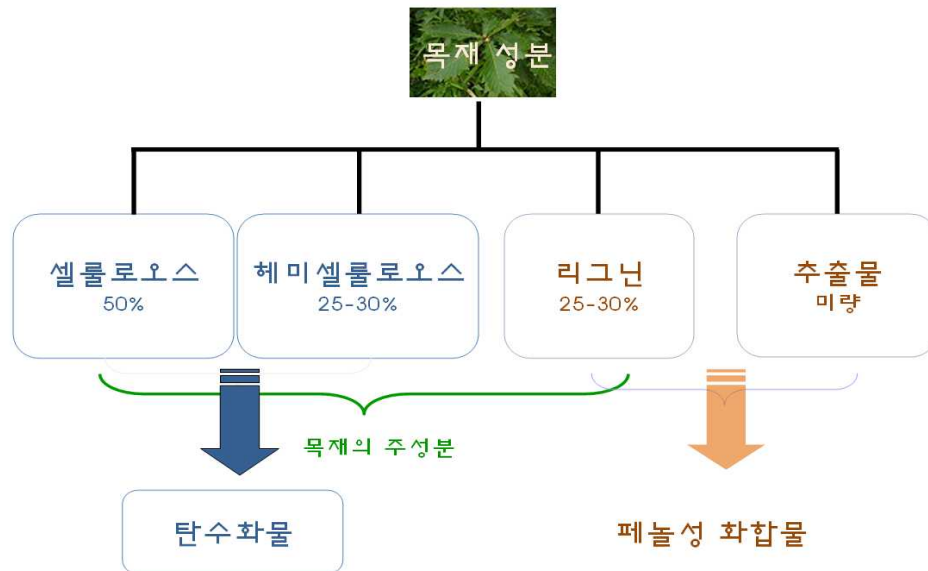 목재 성분
셀룰로오스
50%
헤미셀룰로오스
25-30%
리그닌
25-30%
추출물
미량
목재의 주성분
탄수화물
페놀성 화합물